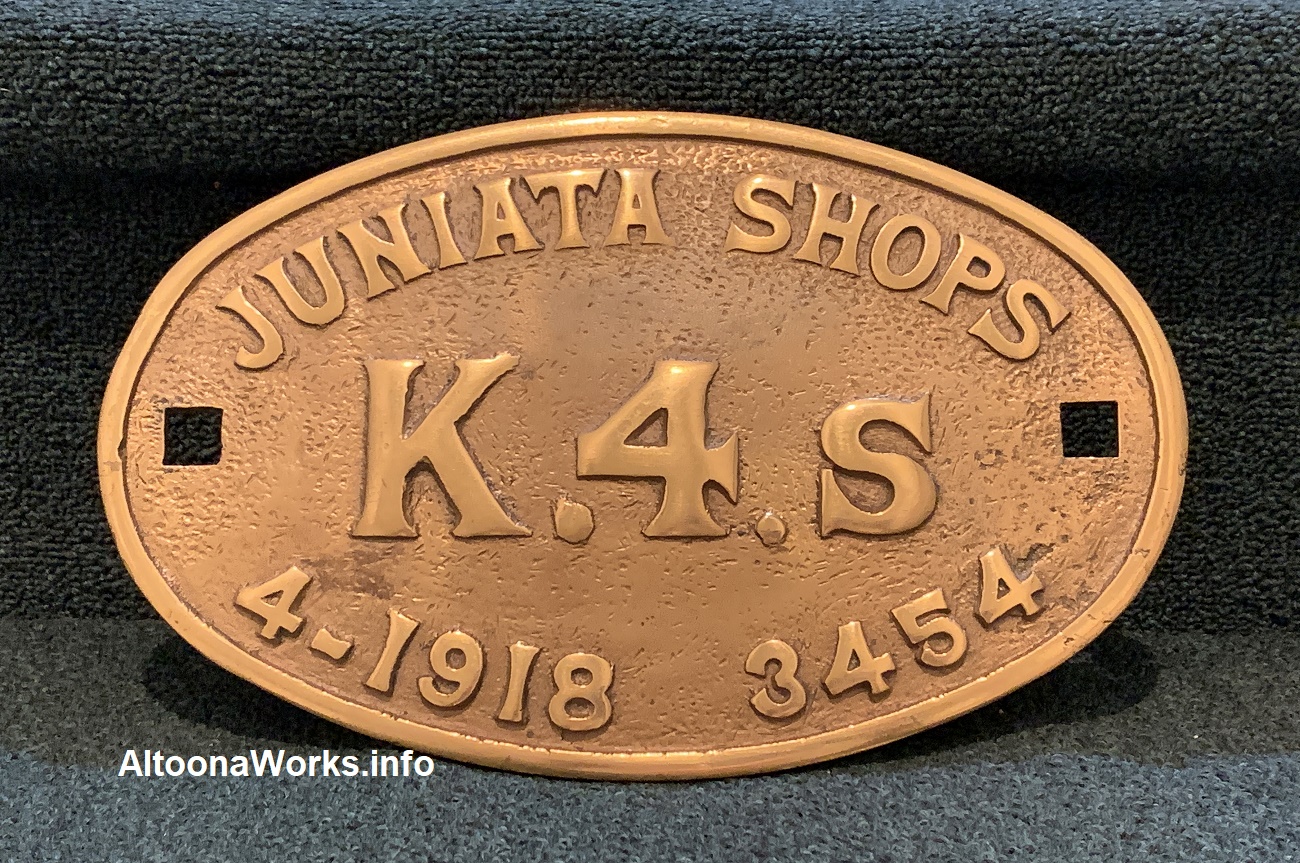 JUNIATA SHOPS
K.4.s
4-1918 3454
AltoonaWorks.info